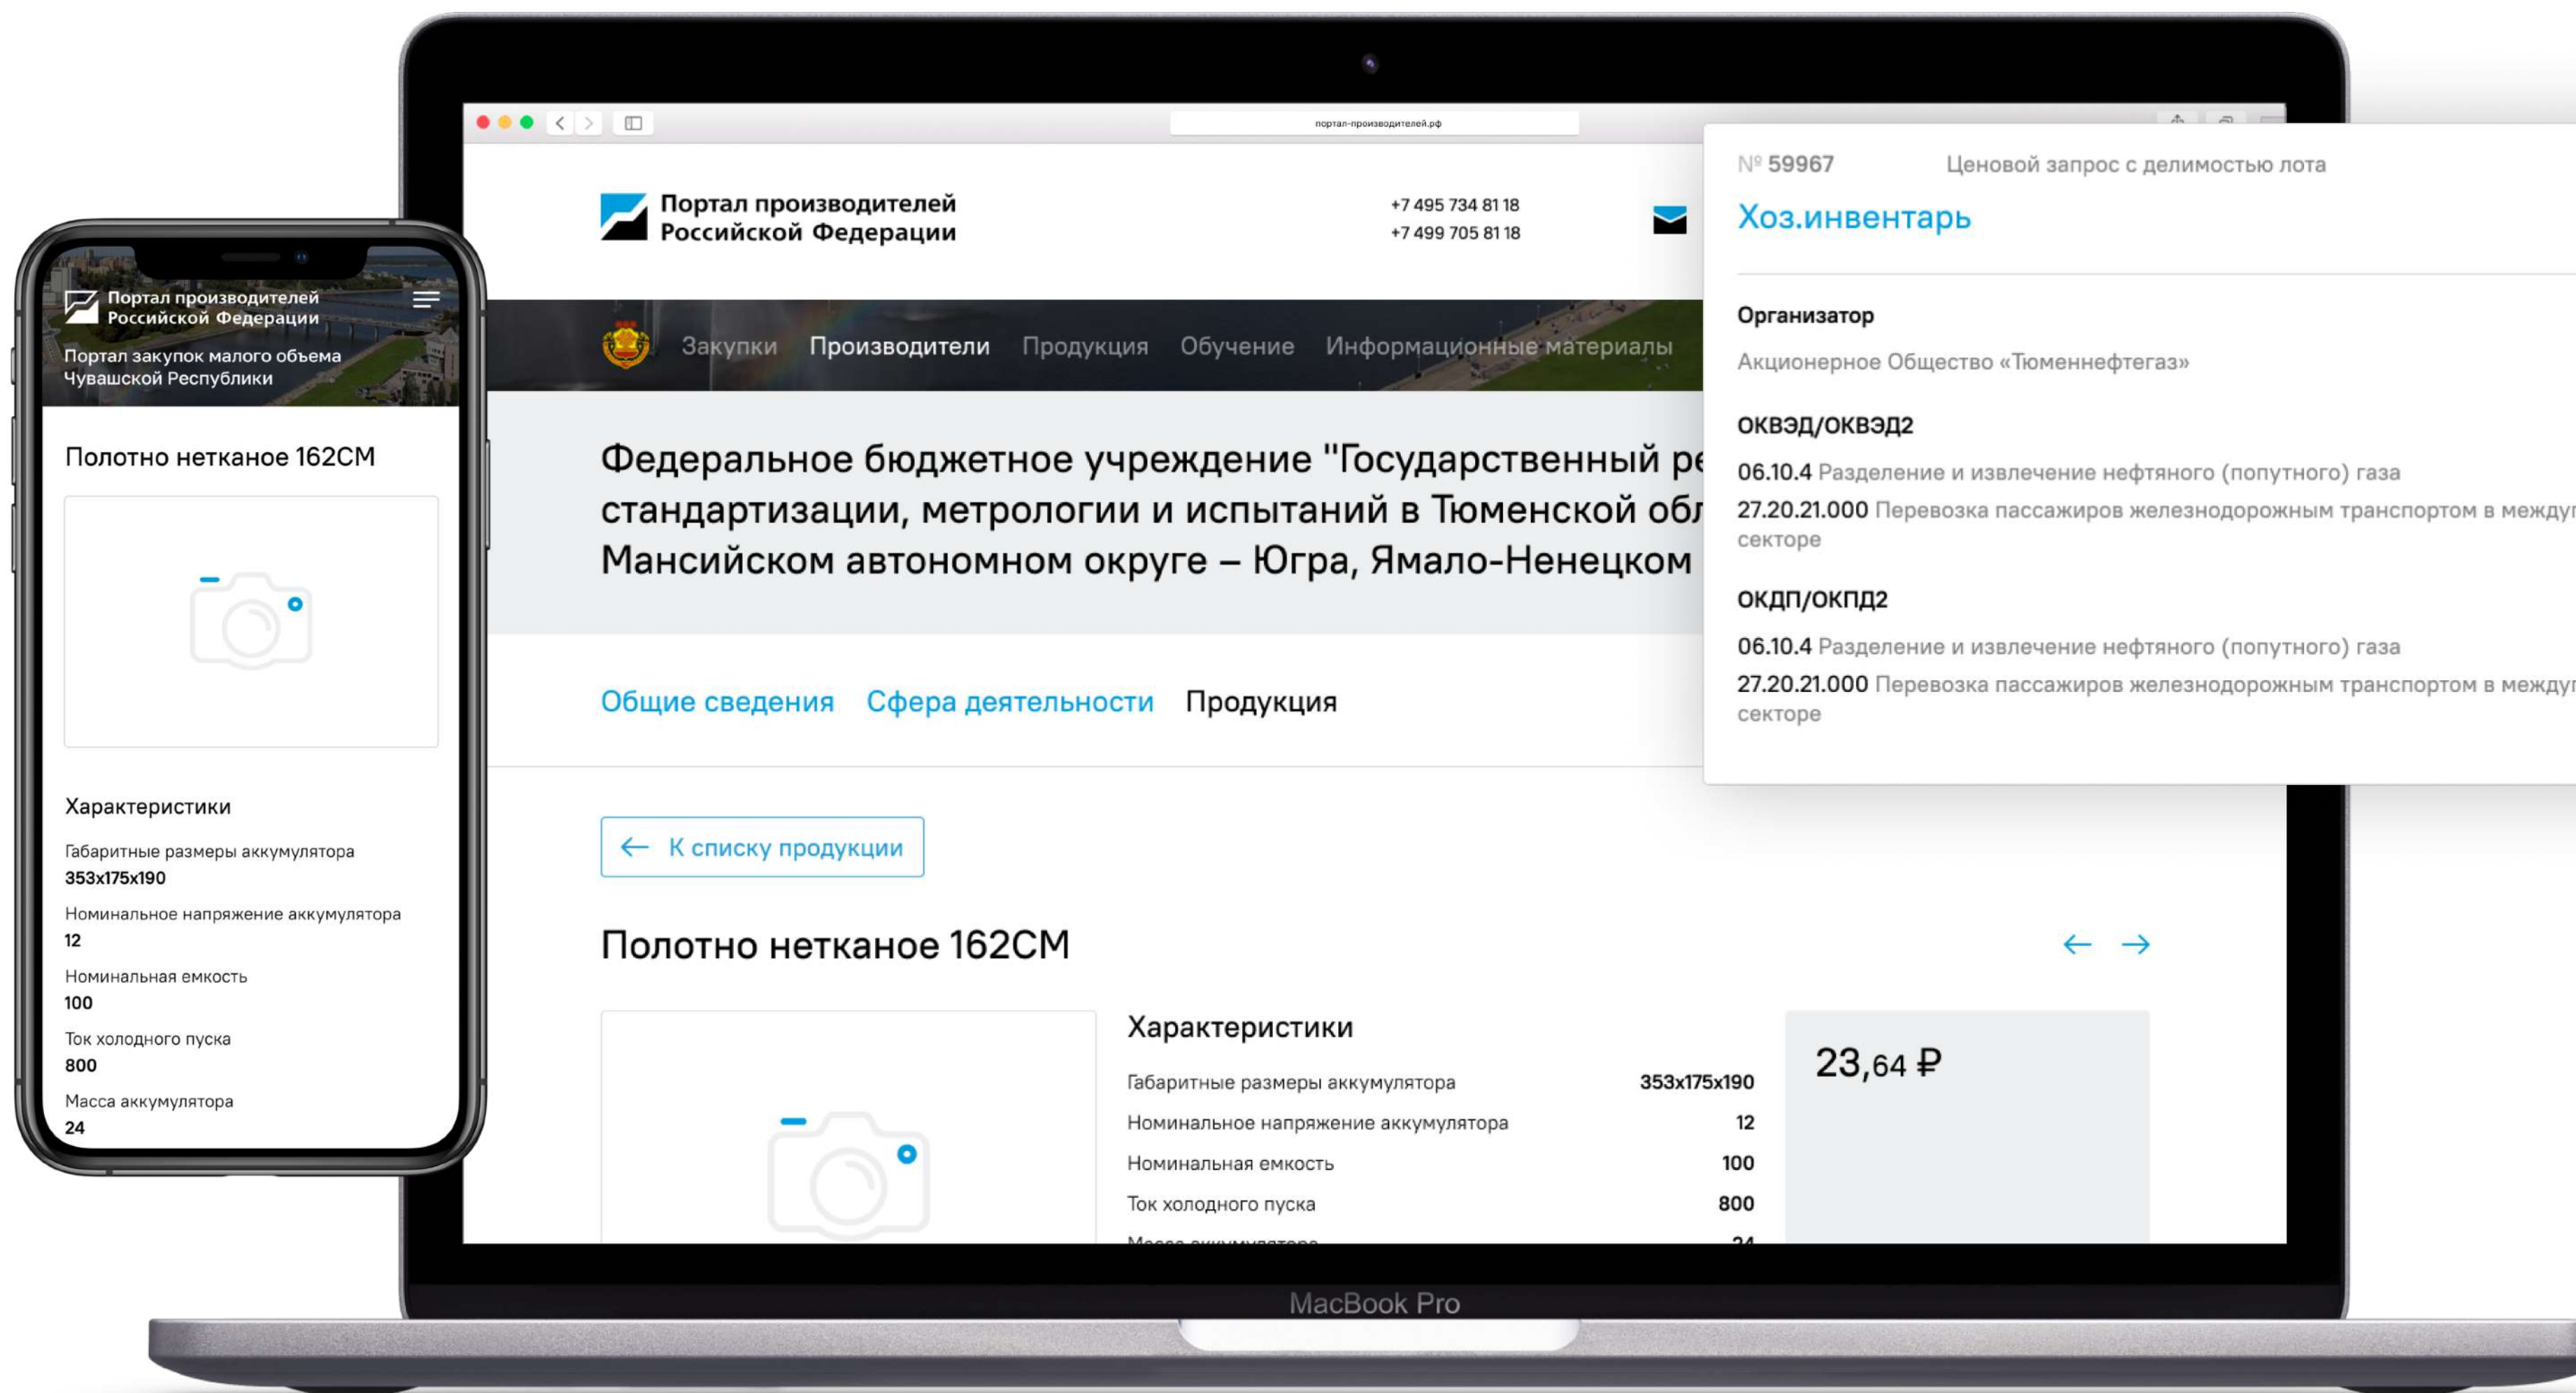 Портал производителей
Российской Федерации
Портал закупок малого объема
Чувашской Республики
Полотно нетканое 162СМ
Характеристики
Габаритные размеры аккумулятора
353x175x190
Номинальное напряжение аккумулятора
12
Номинальная емкость
100
Ток холодного пуска
800
Масса аккумулятора
24
портал-производителей.рф
Портал производителей
Российской Федерации
+7 495 734 81 18
+7 499 705 81 18
Закупки Производители Продукция Обучение Информационные материалы
Федеральное бюджетное учреждение "Государственный ре
стандартизации, метрологии и испытаний в Тюменской обл
Мансийском автономном округе – Югра, Ямало-Ненецком
Общие сведения Сфера деятельности Продукция
← К списку продукции
Полотно нетканое 162СМ
← →
Характеристики
Габаритные размеры аккумулятора 353x175x190
Номинальное напряжение аккумулятора 12
Номинальная емкость 100
Ток холодного пуска 800
Масса аккумулятора 24
23,64 ₽
MacBook Pro
№ 59967 Ценовой запрос с делимостью лота
Хоз.инвентарь
Организатор
Акционерное Общество «Тюменнефтегаз»
ОКВЭД/ОКВЭД2
06.10.4 Разделение и извлечение нефтяного (попутного) газа
27.20.21.000 Перевозка пассажиров железнодорожным транспортом в междуг
секторе
ОКДП/ОКПД2
06.10.4 Разделение и извлечение нефтяного (попутного) газа
27.20.21.000 Перевозка пассажиров железнодорожным транспортом в междуг
секторе